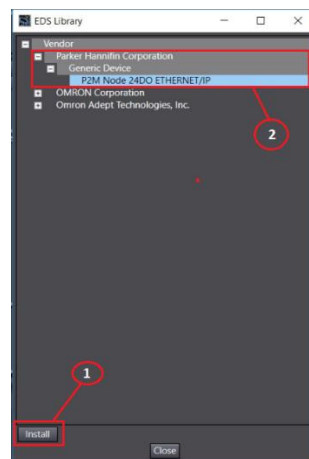 EDS Library
Vendor
Parker Hannifin Corporation
Generic Device
P2M Node 24DO ETHERNET/IP
OMRON Corporation
Omron Adept Technologies, Inc.
2
1
Install
Close